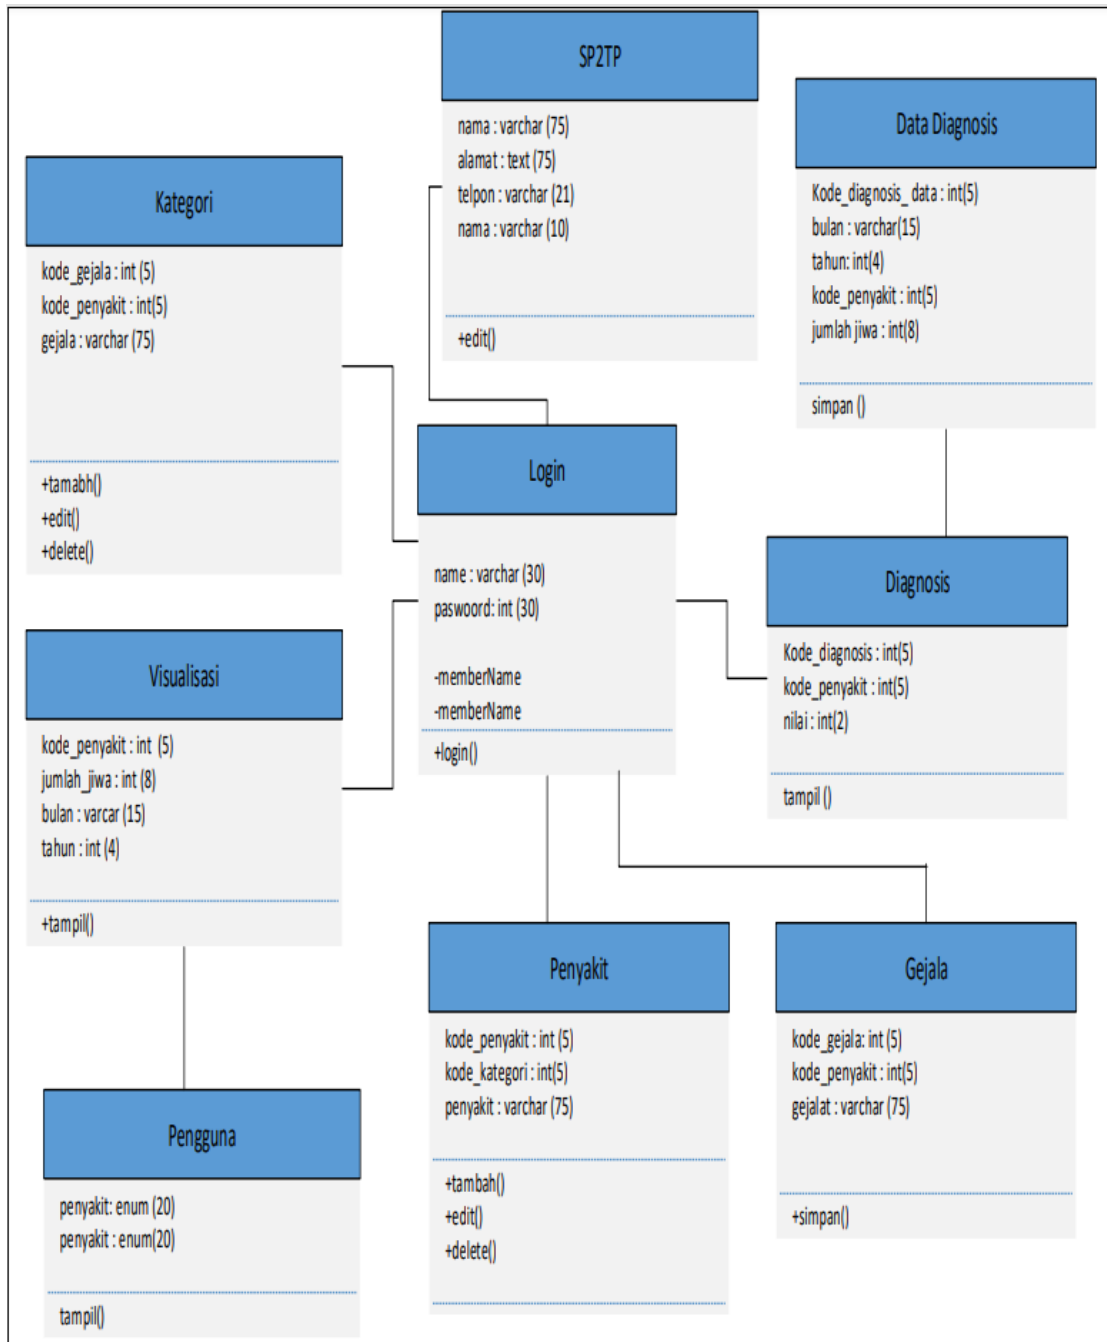 SP2TP
nama : varchar (75)
alamat : text (75)
telpon : varchar (21)
nama : varchar (10)
+edit()
Data Diagnosis
Kode_diagnosis_ data : int(5)
bulan : varchar(15)
tahun: int(4)
kode_penyakit : int(5)
jumlah jiwa : int(8)
simpan ()
Kategori
kode_gejala : int (5)
kode_penyakit : int(5)
gejala : varchar (75)
+tamabh()
+edit()
+delete()
Login
name : varchar (30)
paswoord: int (30)
-memberName
-memberName
+login()
Diagnosis
Kode_diagnosis : int(5)
kode_penyakit : int(5)
nilai : int(2)
tampil ()
Visualisasi
kode_penyakit : int (5)
jumlah_jiwa : int (8)
bulan : varcar (15)
tahun : int (4)
+tampil()
Penyakit
kode_penyakit : int (5)
kode_kategori : int(5)
penyakit : varchar (75)
+tambah()
+edit()
+delete()
Gejala
kode_gejala: int (5)
kode_penyakit : int(5)
gejalat : varchar (75)
+simpan()
Pengguna
penyakit: enum (20)
penyakit : enum(20)
tampil()